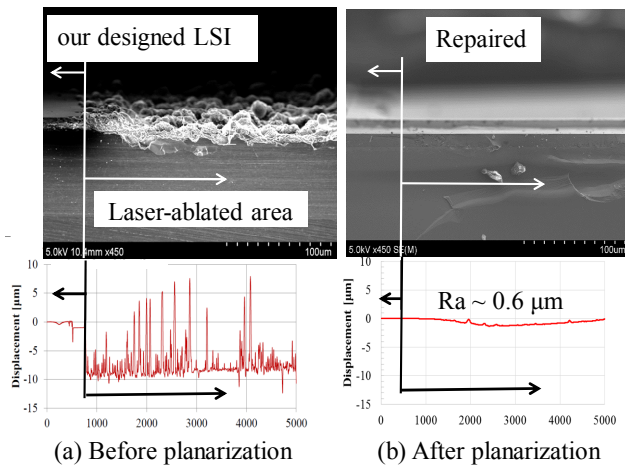 our designed LSI
Laser-ablated area
5.0kV 10.4mm x450
100um
Repaired
5.0kV x450 SE(M)
100um
Displacement [μm]
10
5
0
-5
-10
-15
0
1000
2000
3000
4000
5000
(a) Before planarization
Displacement [μm]
10
5
0
-5
-10
-15
Ra ~ 0.6 μm
0
1000
2000
3000
4000
5000
(b) After planarization